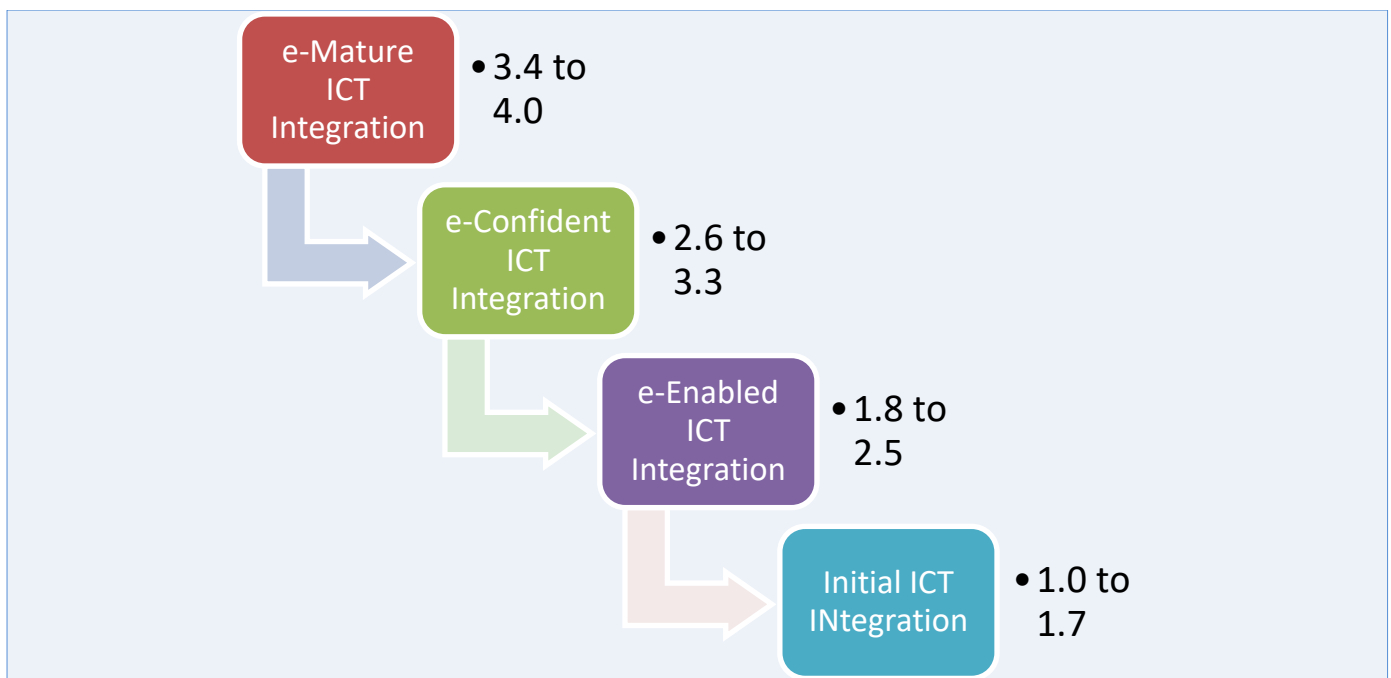 e-Mature
ICT
Integration
• 3.4 to
4.0
e-Confident
ICT
Integration
• 2.6 to
3.3
e-Enabled
ICT
Integration
• 1.8 to
2.5
Initial ICT
INtegration
• 1.0 to
1.7